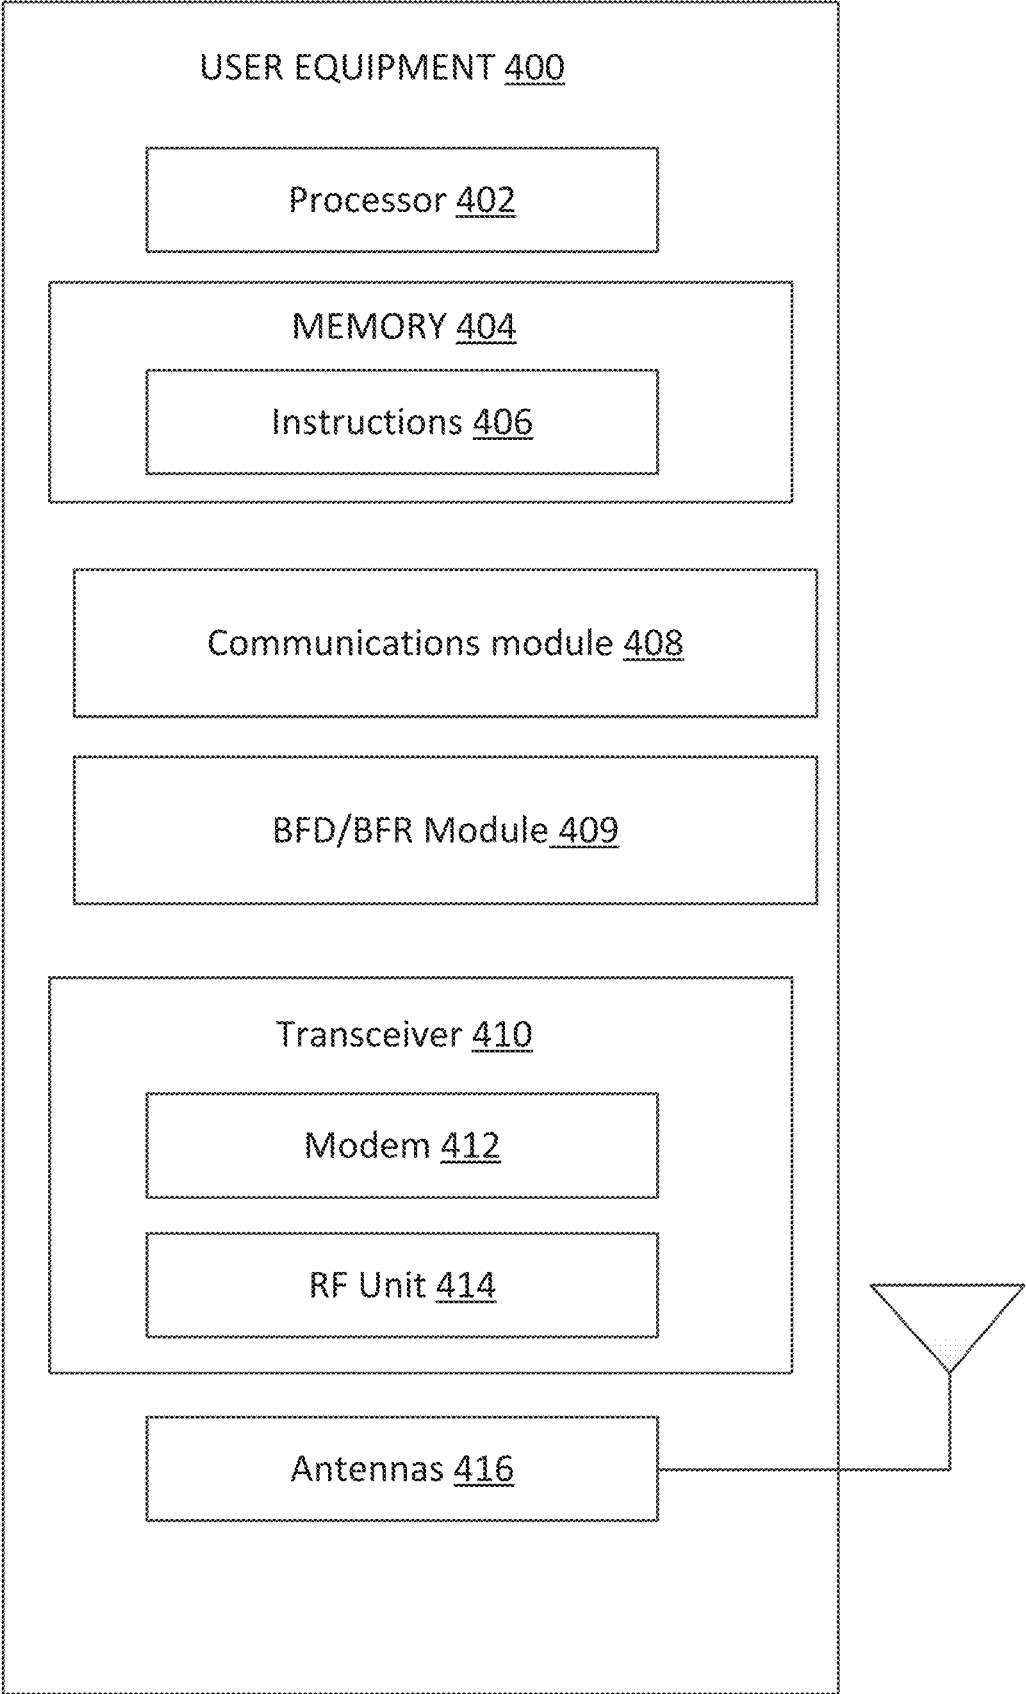 USER EQUIPMENT 400
Processor 402
MEMORY 404
Instructions 406
Communications module 408
BFD/BFR Module 409
Transceiver 410
Modem 412
RF Unit 414
Antennas 416